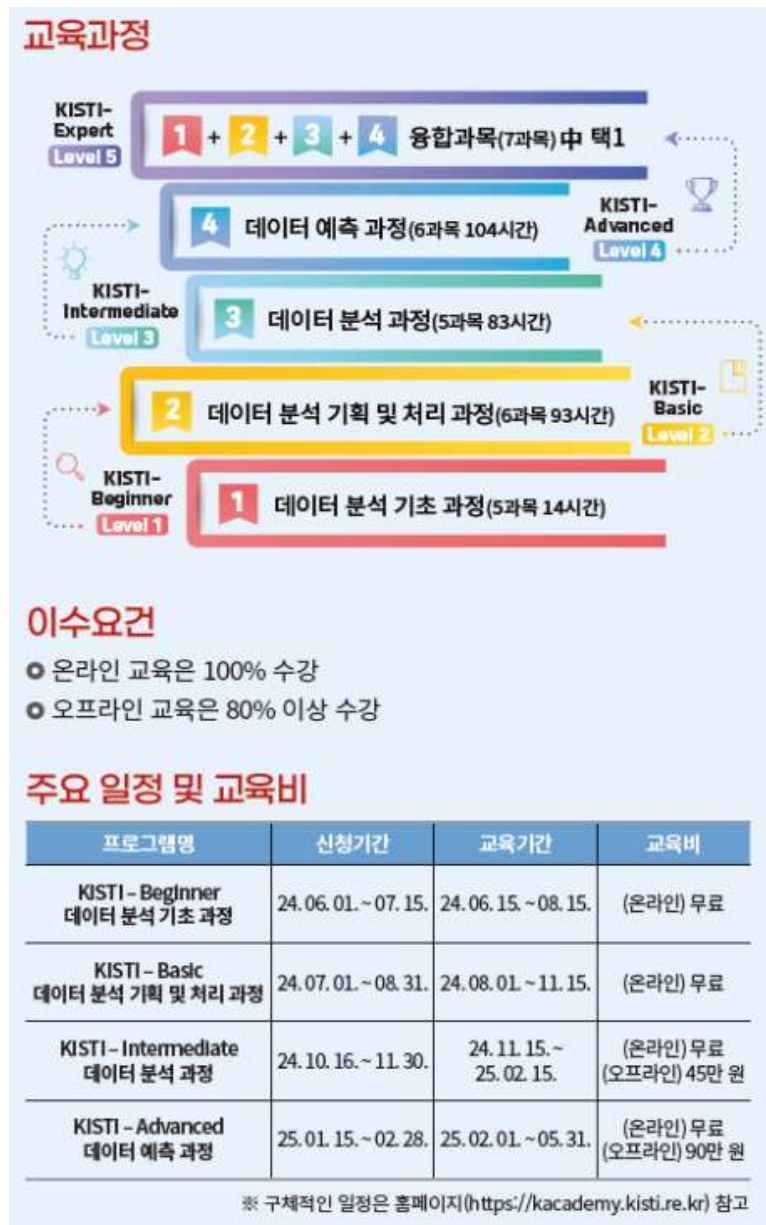 교육과정
KISTI-
Expert
Level 5
1 + 2 + 3 + 4 융합과목(7과목) 中 택1
4 데이터 예측 과정(6과목 104시간)
KISTI-
Advanced
Level 4
KISTI-
Intermediate
Level 3
3 데이터 분석 과정(5과목 83시간)
2 데이터 분석 기획 및 처리 과정(6과목 93시간)
KISTI-
Basic
Level 2
KISTI-
Beginner
Level 1
1 데이터 분석 기초 과정(5과목 14시간)
이수요건
온라인 교육은 100% 수강
오프라인 교육은 80% 이상 수강
주요 일정 및 교육비
프로그램명 신청기간 교육기간 교육비
KISTI – Beginner
데이터 분석 기초 과정
24. 06. 01. ~ 07. 15. 24. 06. 15. ~ 08. 15. (온라인) 무료
KISTI – Basic
데이터 분석 기획 및 처리 과정
24. 07. 01. ~ 08. 31. 24. 08. 01. ~ 11. 15. (온라인) 무료
KISTI – Intermediate
데이터 분석 과정
24. 10. 16. ~ 11. 30.
24. 11. 15. ~
25. 02. 15.
(온라인) 무료
(오프라인) 45만 원
KISTI – Advanced
데이터 예측 과정
25. 01. 15. ~ 02. 28. 25. 02. 01. ~ 05. 31.
(온라인) 무료
(오프라인) 90만 원
※ 구체적인 일정은 홈페이지(https://kacademy.kisti.re.kr) 참고